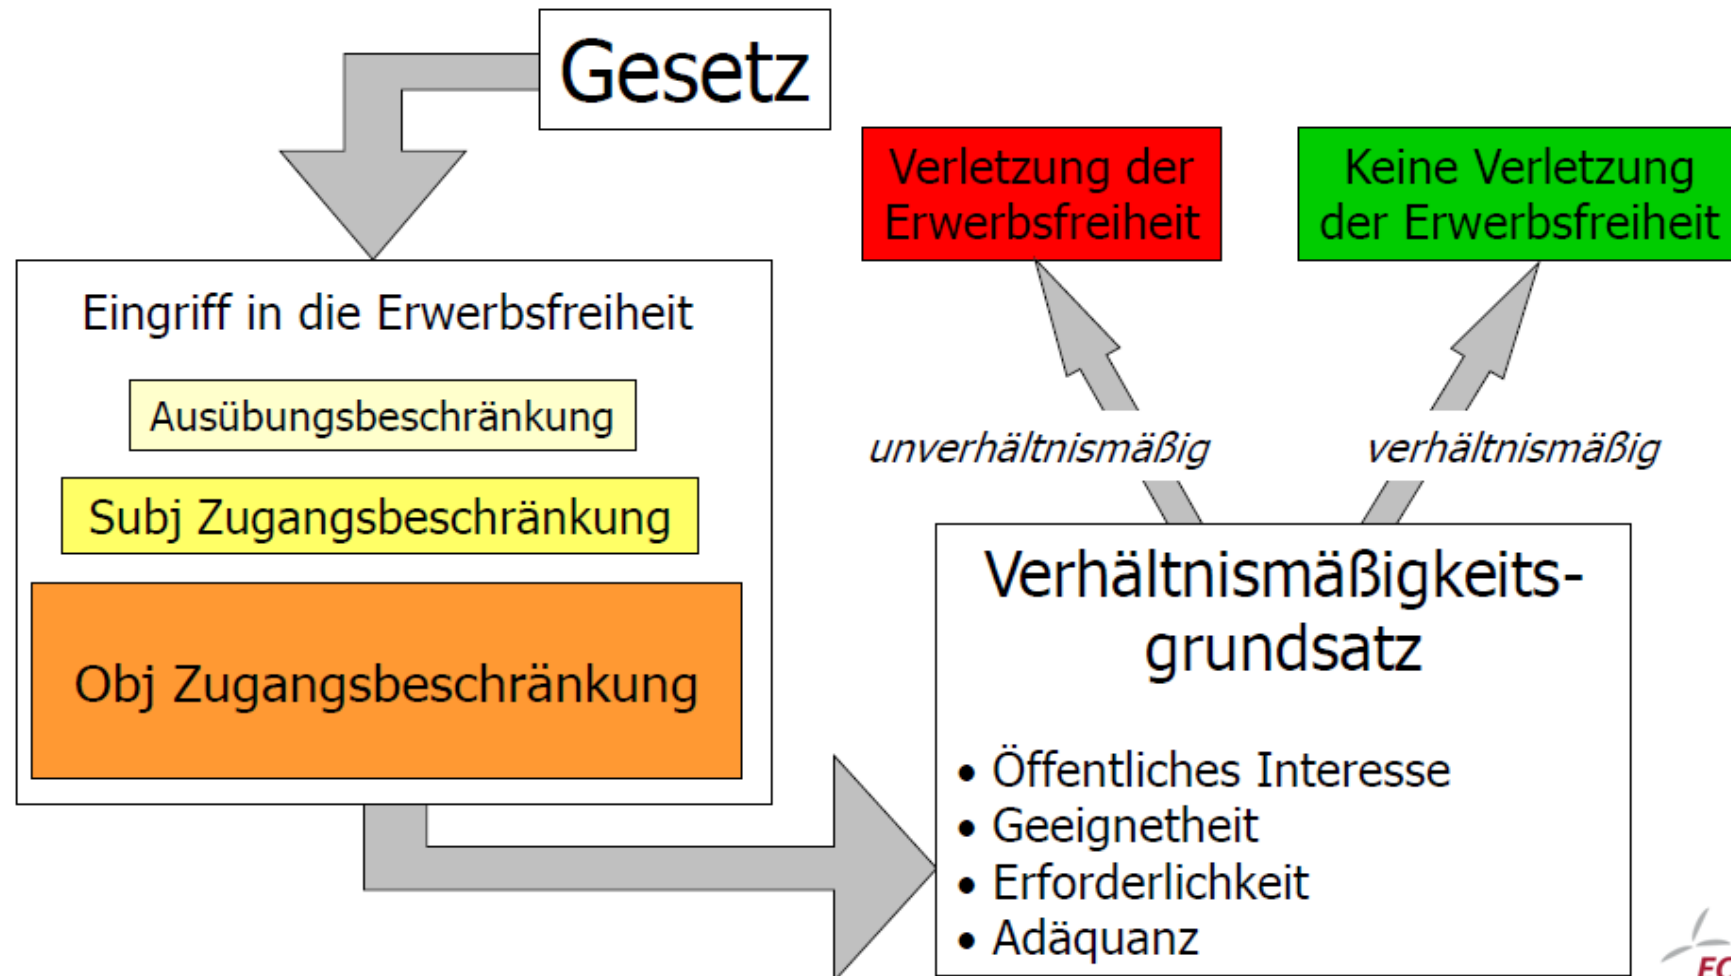 Gesetz
Eingriff in die Erwerbsfreiheit
Ausübungsbeschränkung
Subj Zugangsbeschränkung
Obj Zugangsbeschränkung
Verletzung der
Erwerbsfreiheit
Keine Verletzung
der Erwerbsfreiheit
unverhältnismäßig
verhältnismäßig
Verhältnismäßigkeits-
grundsatz
• Öffentliches Interesse
• Geeignetheit
• Erforderlichkeit
• Adäquanz